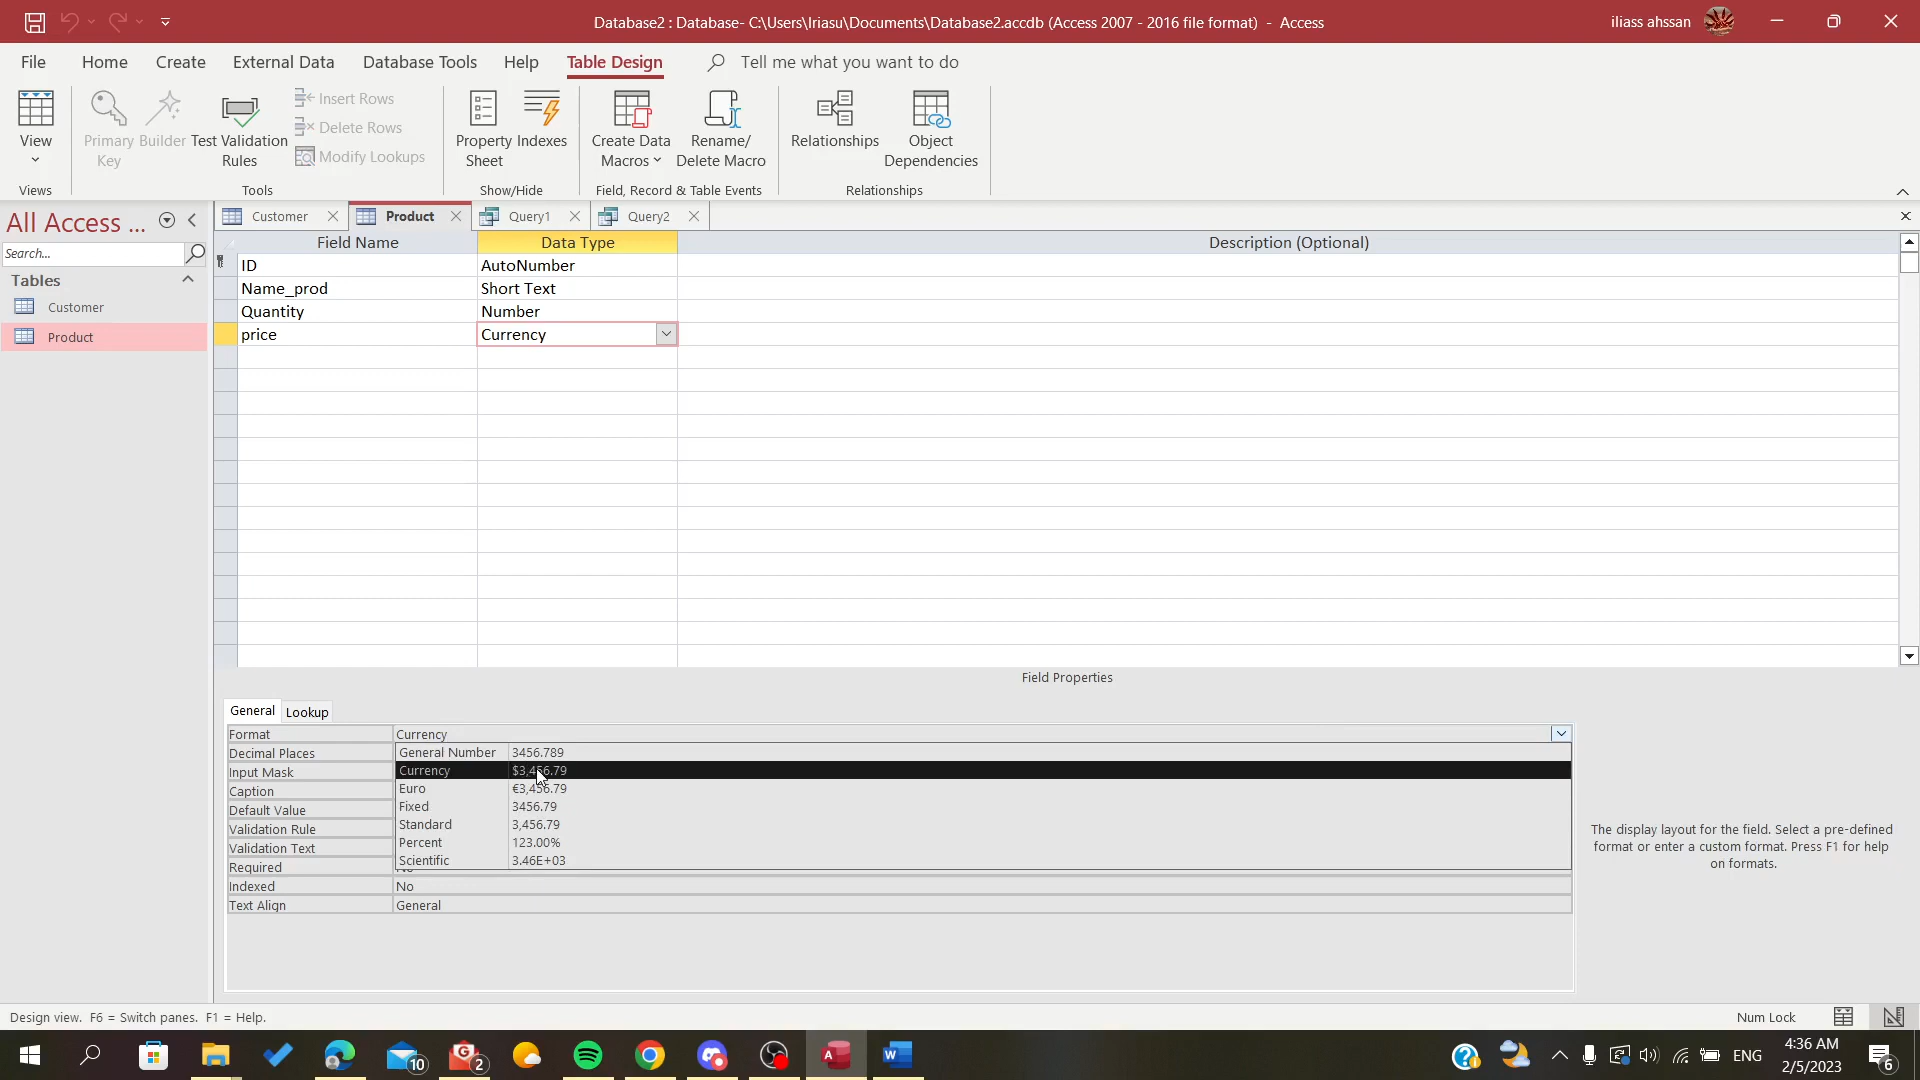 Database2 : Database- C:\Users\Iriasu\Documents\Database2.accdb (Access 2007 - 2016 file format) - Access
iliass ahssan
File Home Create External Data Database Tools Help Table Design Tell me what you want to do
View
Primary Key
Builder
Test Validation Rules
Insert Rows
Delete Rows
Modify Lookups
Property Sheet
Indexes
Create Data Macros
Rename/ Delete Macro
Relationships
Object Dependencies
Views Tools Show/Hide Field, Record & Table Events Relationships
All Access ...
Search...
Tables
Customer
Product
Customer Product Query1 Query2
Field Name Data Type Description (Optional)
ID AutoNumber
Name_prod Short Text
Quantity Number
price Currency
Field Properties
General Lookup
Format Currency
Decimal Places
Input Mask
Caption
Default Value
Validation Rule
Validation Text
Required
Indexed No
Text Align General
General Number 3456.789
Currency $3,456.79
Euro €3,456.79
Fixed 3456.79
Standard 3,456.79
Percent 123.00%
Scientific 3.46E+03
The display layout for the field. Select a pre-defined
format or enter a custom format. Press F1 for help
on formats.
Design view. F6 = Switch panes. F1 = Help.
Num Lock
10
2
A
W
ENG
4:36 AM
2/5/2023
6